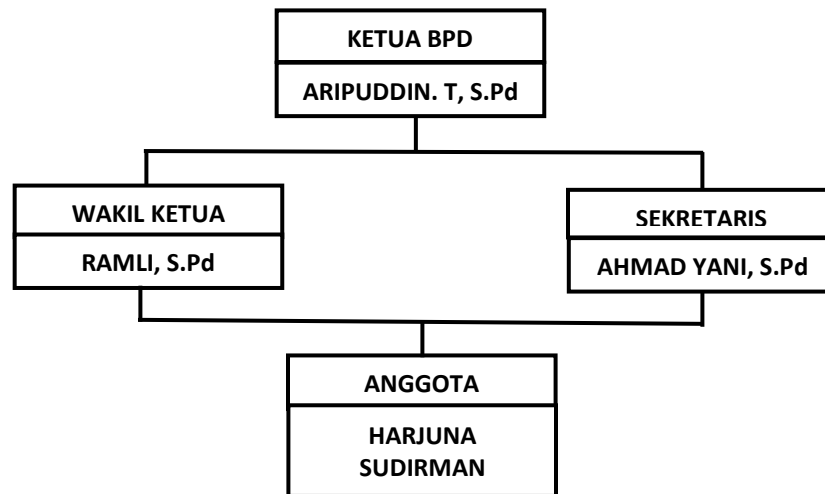 KETUA BPD
ARIPUDDIN. T, S.Pd
WAKIL KETUA
RAMLI, S.Pd
SEKRETARIS
AHMAD YANI, S.Pd
ANGGOTA
HARJUNA
SUDIRMAN